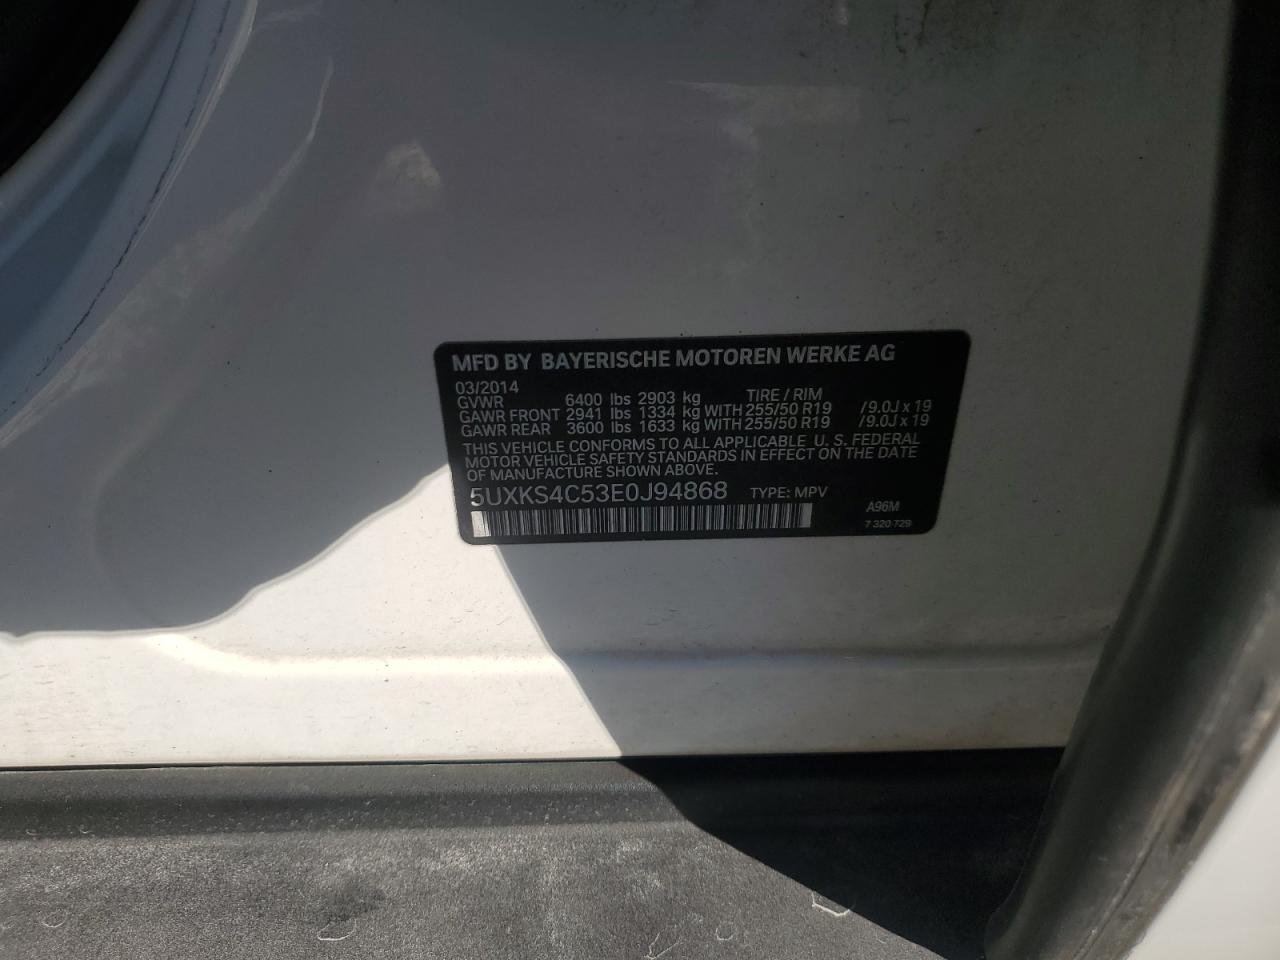 MFD BY BAYERISCHE MOTOREN WERKE AG
03/2014
GVWR 6400 lbs 2903 kg TIRE / RIM
GAWR FRONT 2941 lbs 1334 kg WITH 255/50 R19 /9.0J x 19
GAWR REAR 3600 lbs 1633 kg WITH 255/50 R19 /9.0J x 19
THIS VEHICLE CONFORMS TO ALL APPLICABLE U. S. FEDERAL
MOTOR VEHICLE SAFETY STANDARDS IN EFFECT ON THE DATE
OF MANUFACTURE SHOWN ABOVE.
5UXKS4C53E0J94868 TYPE: MPV
A96M
7 320 729